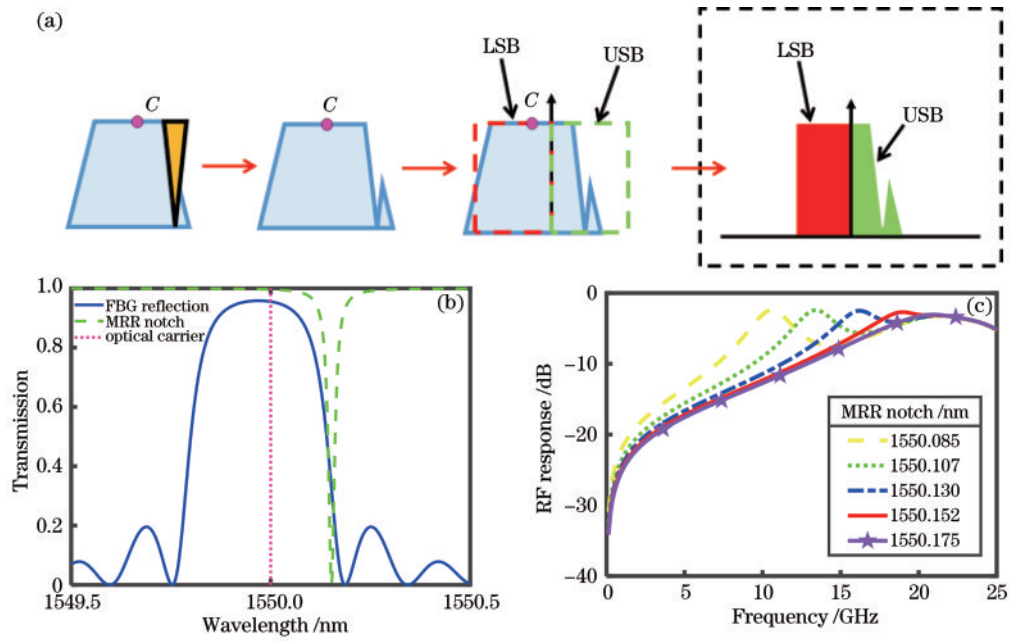 (a)
C
C
LSB
C
USB
LSB
USB
(b)
FBG reflection
MRR notch
optical carrier
Transmission
1.0
0.8
0.6
0.4
0.2
0
1549.5
1550.0
1550.5
Wavelength /nm
(c)
RF response /dB
0
−10
−20
−30
−40
MRR notch /nm
1550.085
1550.107
1550.130
1550.152
1550.175
0
5
10
15
20
25
Frequency /GHz